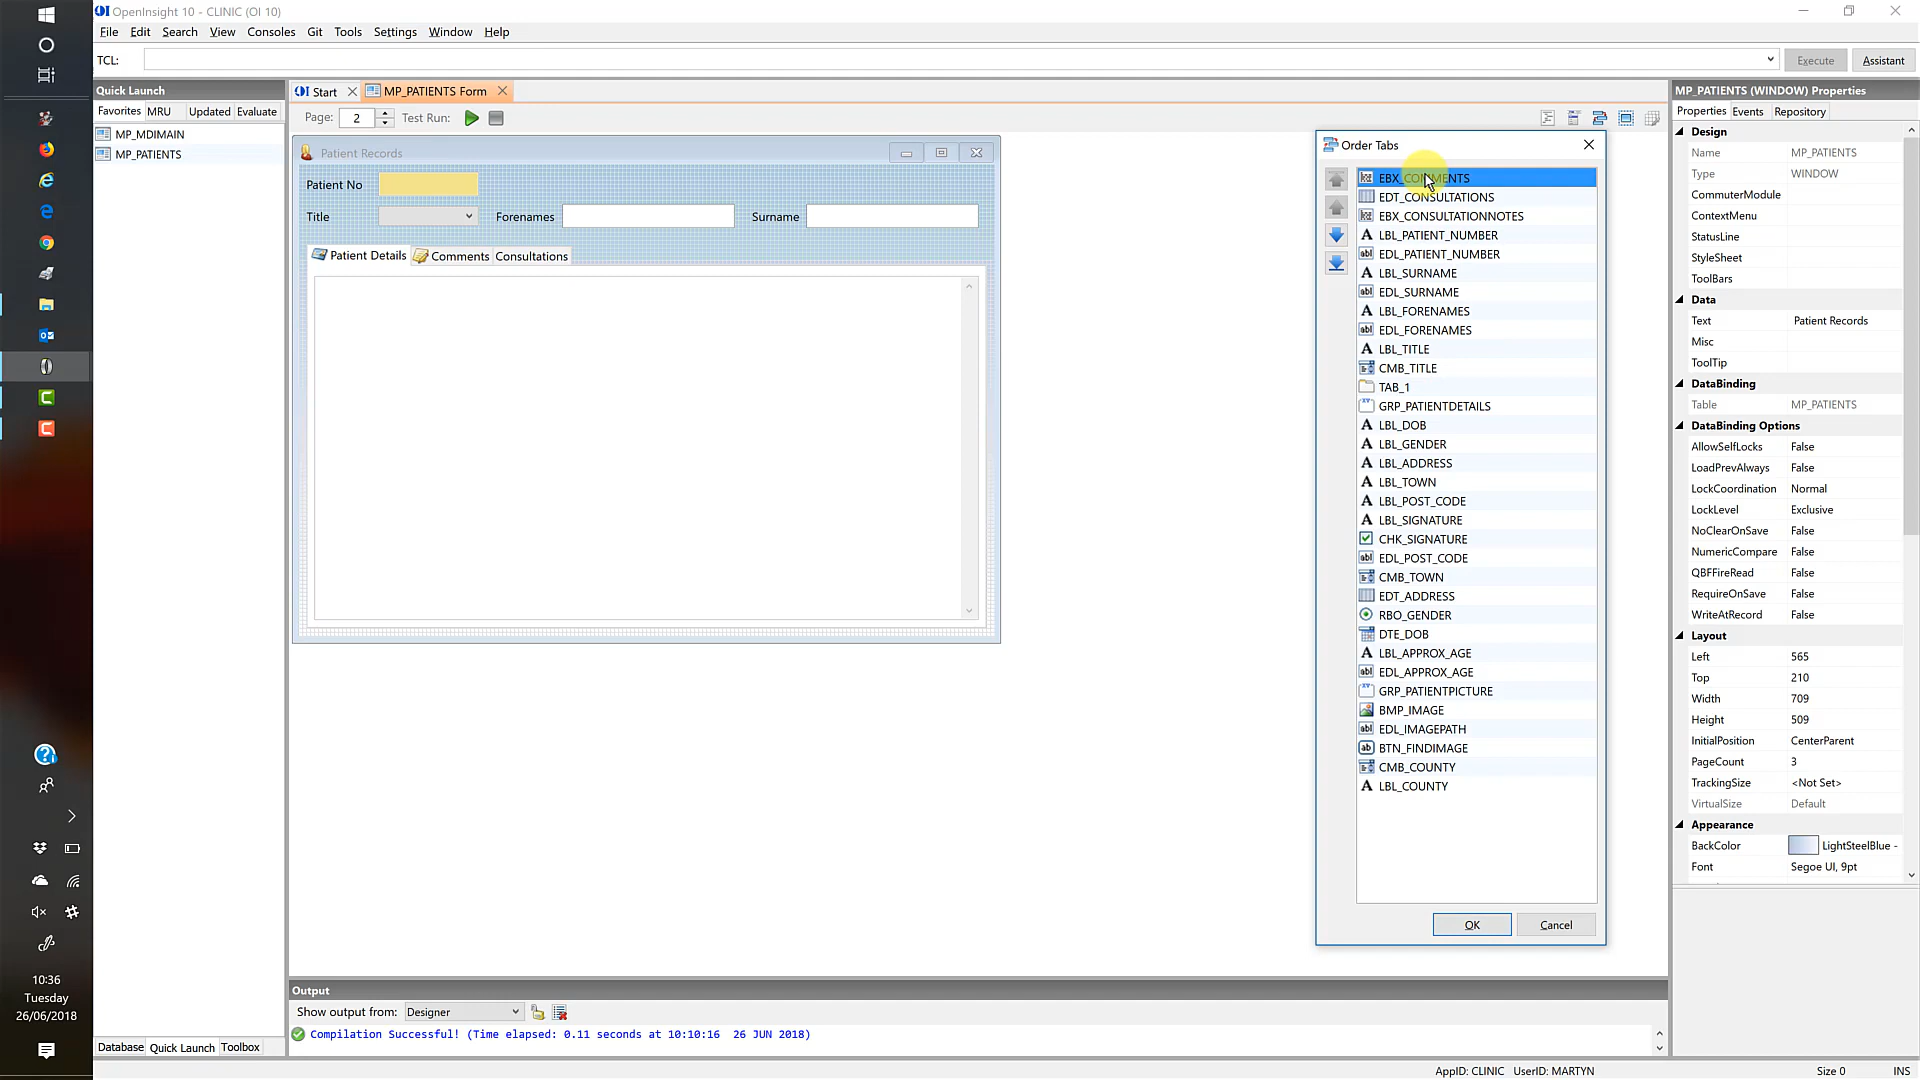 OpenInsight 10 - CLINIC (OI 10)
File Edit Search View Consoles Git Tools Settings Window Help
TCL:
Execute
Assistant
Quick Launch
Favorites MRU Updated Evaluate
MP_MDIMAIN
MP_PATIENTS
Start
MP_PATIENTS Form
Page: 2
Test Run:
Patient Records
Patient No
Title
Forenames
Surname
Patient Details
Comments
Consultations
Order Tabs
EBX_COMMENTS
EDT_CONSULTATIONS
EBX_CONSULTATIONNOTES
LBL_PATIENT_NUMBER
EDL_PATIENT_NUMBER
LBL_SURNAME
EDL_SURNAME
LBL_FORENAMES
EDL_FORENAMES
LBL_TITLE
CMB_TITLE
TAB_1
GRP_PATIENTDETAILS
LBL_DOB
LBL_GENDER
LBL_ADDRESS
LBL_TOWN
LBL_POST_CODE
LBL_SIGNATURE
CHK_SIGNATURE
EDL_POST_CODE
CMB_TOWN
EDT_ADDRESS
RBO_GENDER
DTE_DOB
LBL_APPROX_AGE
EDL_APPROX_AGE
GRP_PATIENTPICTURE
BMP_IMAGE
EDL_IMAGEPATH
BTN_FINDIMAGE
CMB_COUNTY
LBL_COUNTY
OK
Cancel
MP_PATIENTS (WINDOW) Properties
Properties Events Repository
Design
Name MP_PATIENTS
Type WINDOW
CommuterModule
ContextMenu
StatusLine
StyleSheet
ToolBars
Data
Text Patient Records
Misc
ToolTip
DataBinding
Table MP_PATIENTS
DataBinding Options
AllowSelfLocks False
LoadPrevAlways False
LockCoordination Normal
LockLevel Exclusive
NoClearOnSave False
NumericCompare False
QBFFireRead False
RequireOnSave False
WriteAtRecord False
Layout
Left 565
Top 210
Width 709
Height 509
InitialPosition CenterParent
PageCount 3
TrackingSize <Not Set>
VirtualSize Default
Appearance
BackColor LightSteelBlue -
Font Segoe UI, 9pt
Output
Show output from: Designer
Compilation Successful! (Time elapsed: 0.11 seconds at 10:10:16 26 JUN 2018)
Database Quick Launch Toolbox
10:36
Tuesday
26/06/2018
AppID: CLINIC UserID: MARTYN
Size 0
INS